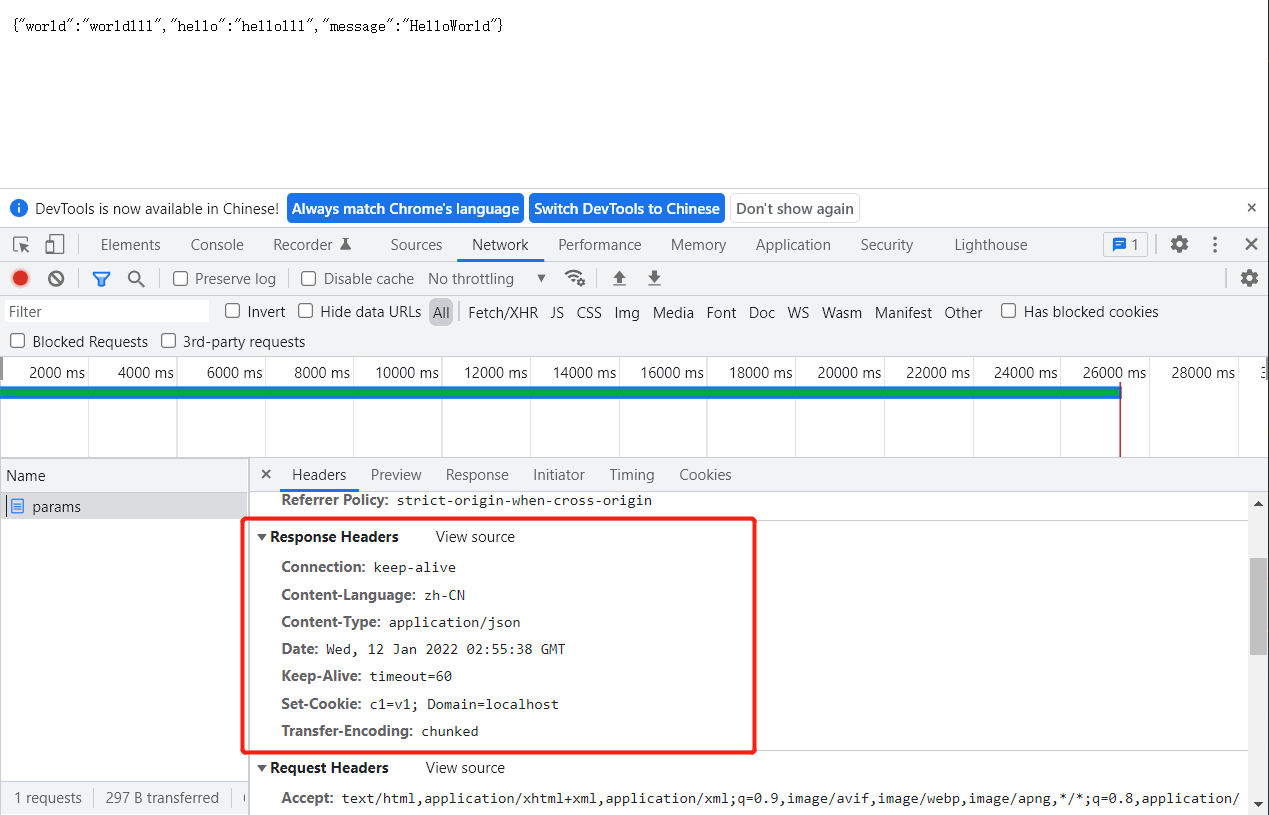 {"world":"world111","hello":"hello111","message":"HelloWorld"}
DevTools is now available in Chinese! Always match Chrome's language Switch DevTools to Chinese Don't show again
Elements Console Recorder Sources Network Performance Memory Application Security Lighthouse 1
Preserve log Disable cache No throttling
Filter Invert Hide data URLs All Fetch/XHR JS CSS Img Media Font Doc WS Wasm Manifest Other Has blocked cookies
Blocked Requests 3rd-party requests
2000 ms 4000 ms 6000 ms 8000 ms 10000 ms 12000 ms 14000 ms 16000 ms 18000 ms 20000 ms 22000 ms 24000 ms 26000 ms 28000 ms
Name Headers Preview Response Initiator Timing Cookies
params
Referrer Policy: strict-origin-when-cross-origin
Response Headers View source
Connection: keep-alive
Content-Language: zh-CN
Content-Type: application/json
Date: Wed, 12 Jan 2022 02:55:38 GMT
Keep-Alive: timeout=60
Set-Cookie: c1=v1; Domain=localhost
Transfer-Encoding: chunked
Request Headers View source
Accept: text/html,application/xhtml+xml,application/xml;q=0.9,image/avif,image/webp,image/apng,*/*;q=0.8,application/
1 requests 297 B transferred